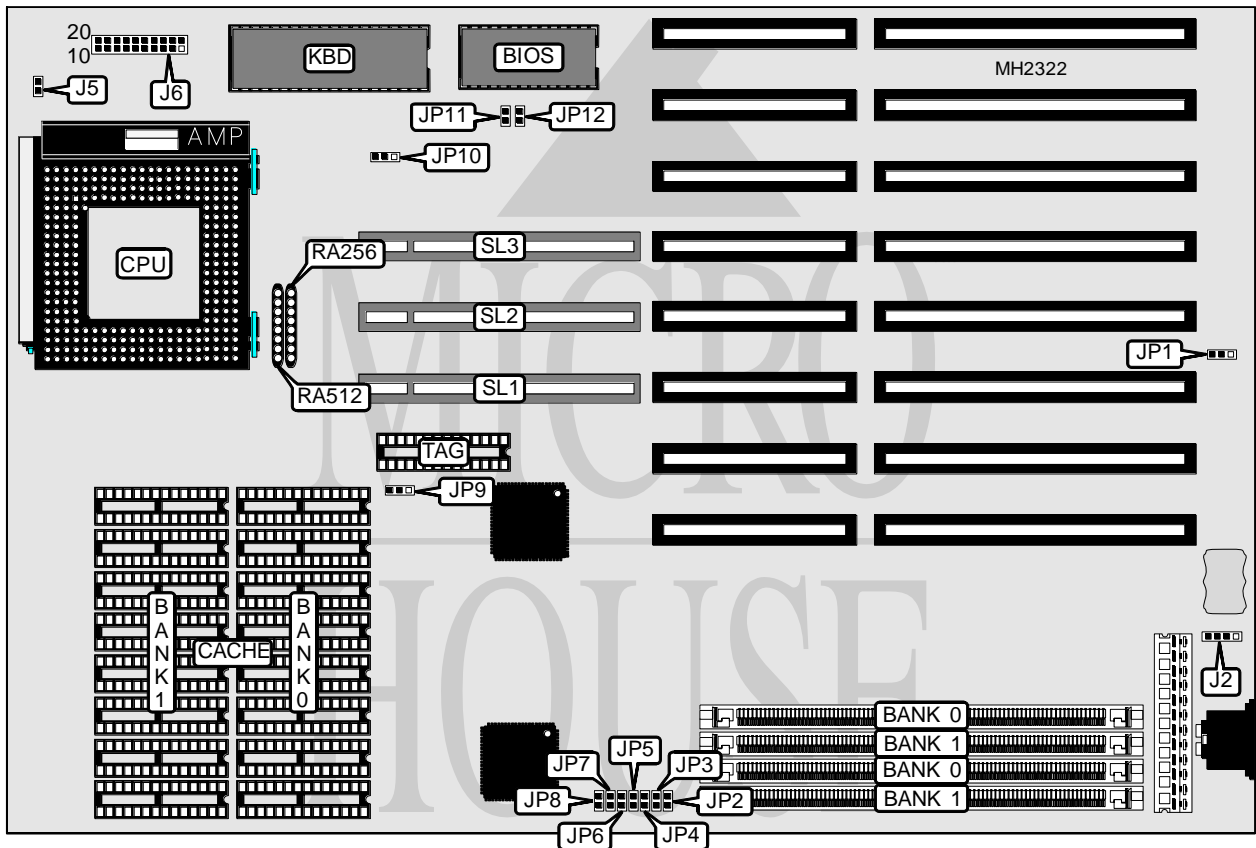 20
10
J5
J6
KBD
BIOS
MH2322
JP11
JP12
JP10
AMP
CPU
RA256
RA512
SL3
SL2
SL1
JP1
TAG
JP9
MICRO
HOUSE
BANK1
CACHE
BANK0
J2
BANK 0
BANK 1
BANK 0
BANK 1
JP5
JP7
JP3
JP8
JP2
JP6
JP4